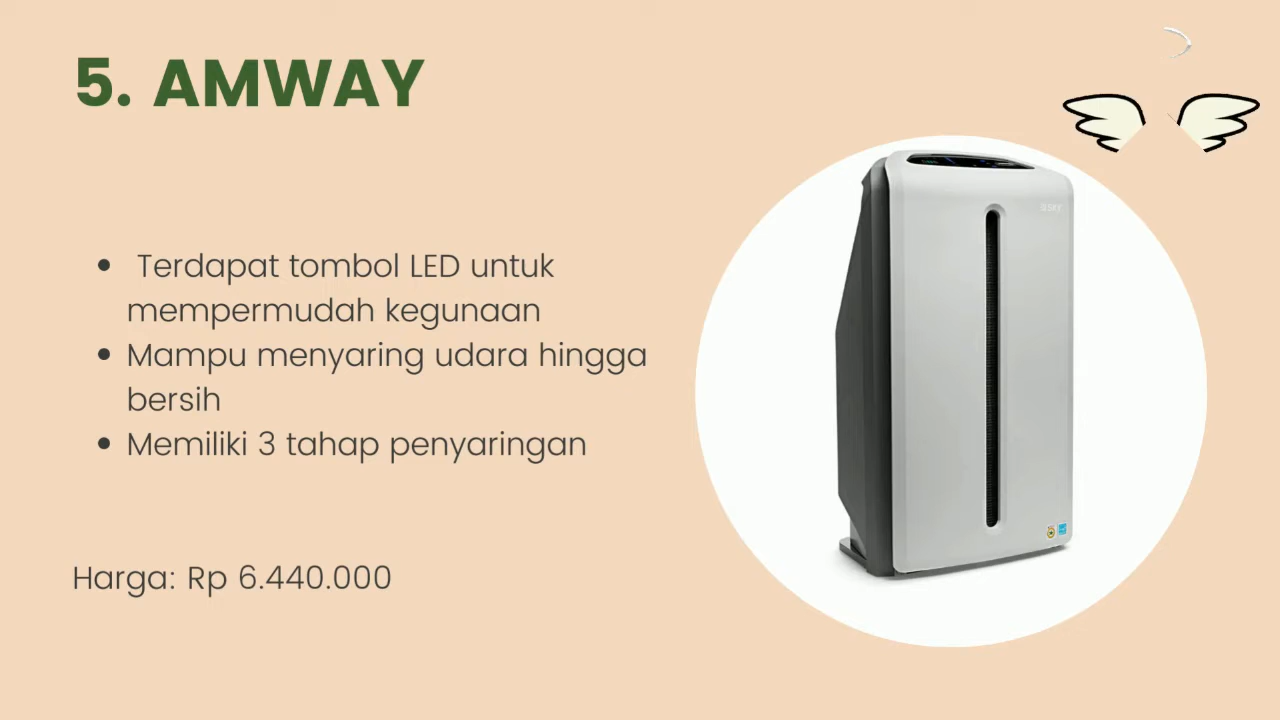 5. AMWAY
Terdapat tombol LED untuk
mempermudah kegunaan
Mampu menyaring udara hingga
bersih
Memiliki 3 tahap penyaringan
Harga: Rp 6.440.000